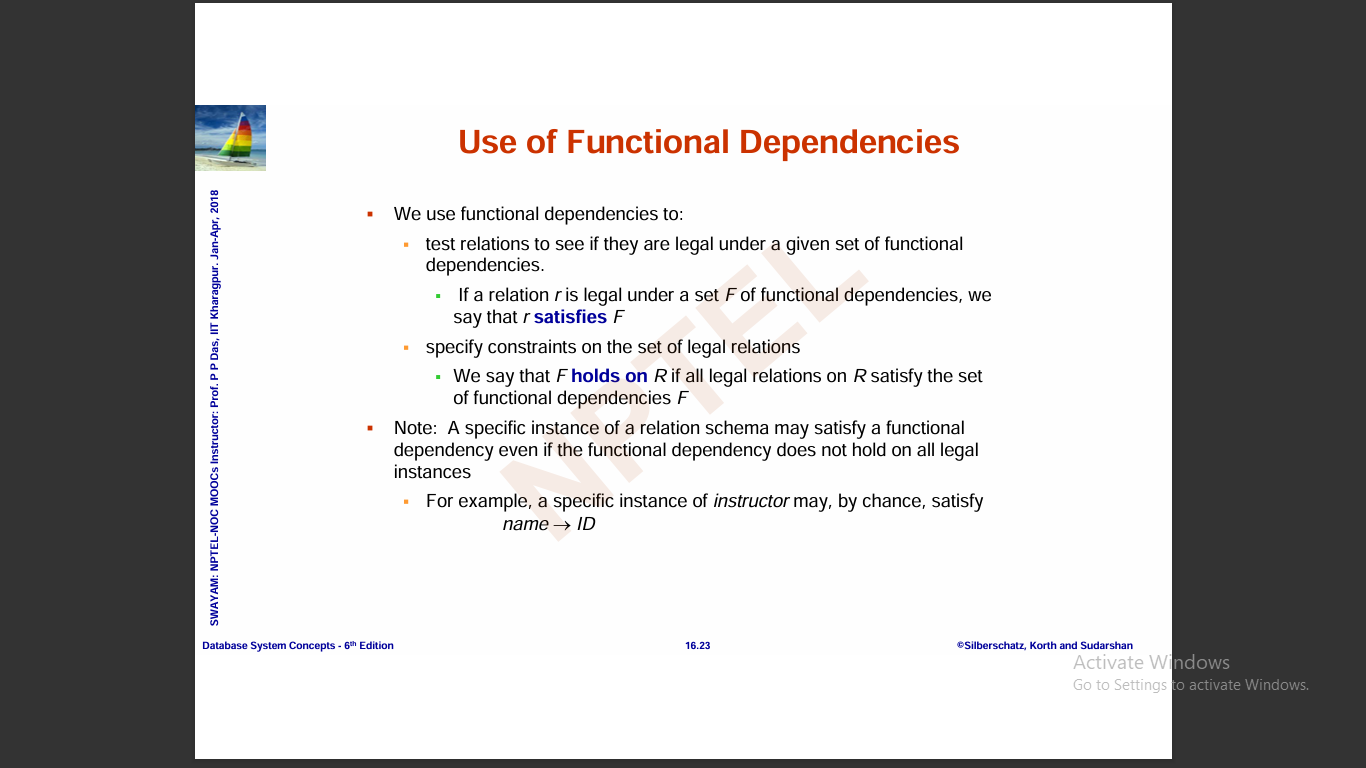 Use of Functional Dependencies
▪ We use functional dependencies to:
▪ test relations to see if they are legal under a given set of functional
dependencies.
▪ If a relation r is legal under a set F of functional dependencies, we
say that r satisfies F
▪ specify constraints on the set of legal relations
▪ We say that F holds on R if all legal relations on R satisfy the set
of functional dependencies F
▪ Note: A specific instance of a relation schema may satisfy a functional
dependency even if the functional dependency does not hold on all legal
instances
▪ For example, a specific instance of instructor may, by chance, satisfy
name → ID
NPTEL
SWAYAM: NPTEL-NOC MOOCs Instructor: Prof. P P Das, IIT Kharagpur. Jan-Apr, 2018
Database System Concepts - 6th Edition
16.23
©Silberschatz, Korth and Sudarshan
Activate Windows
Go to Settings to activate Windows.